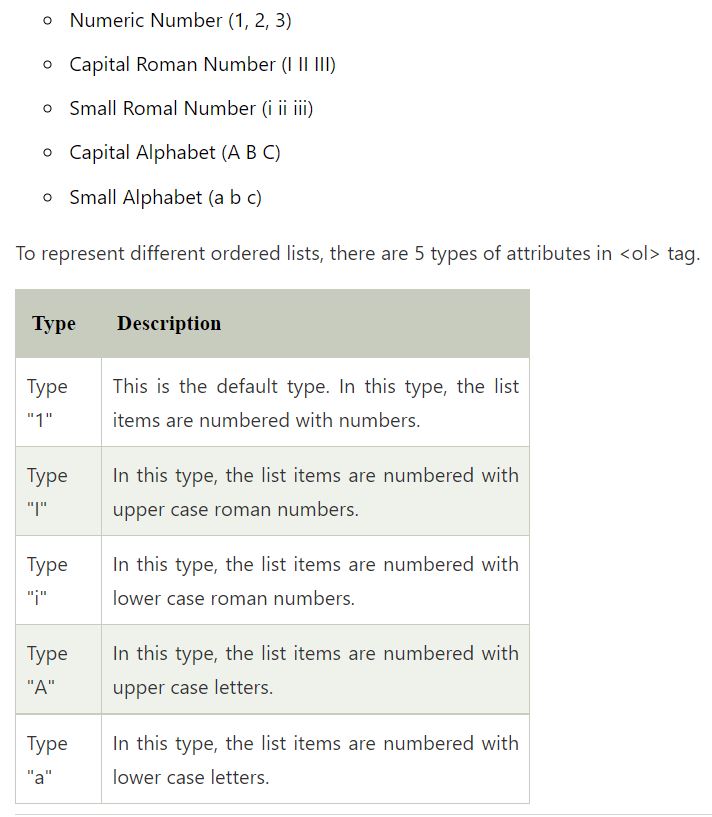 Numeric Number (1, 2, 3)
Capital Roman Number (I II III)
Small Romal Number (i ii iii)
Capital Alphabet (A B C)
Small Alphabet (a b c)
To represent different ordered lists, there are 5 types of attributes in <ol> tag.
Type Description
Type This is the default type. In this type, the list
"1" items are numbered with numbers.
Type In this type, the list items are numbered with
"I" upper case roman numbers.
Type In this type, the list items are numbered with
"i" lower case roman numbers.
Type In this type, the list items are numbered with
"A" upper case letters.
Type In this type, the list items are numbered with
"a" lower case letters.